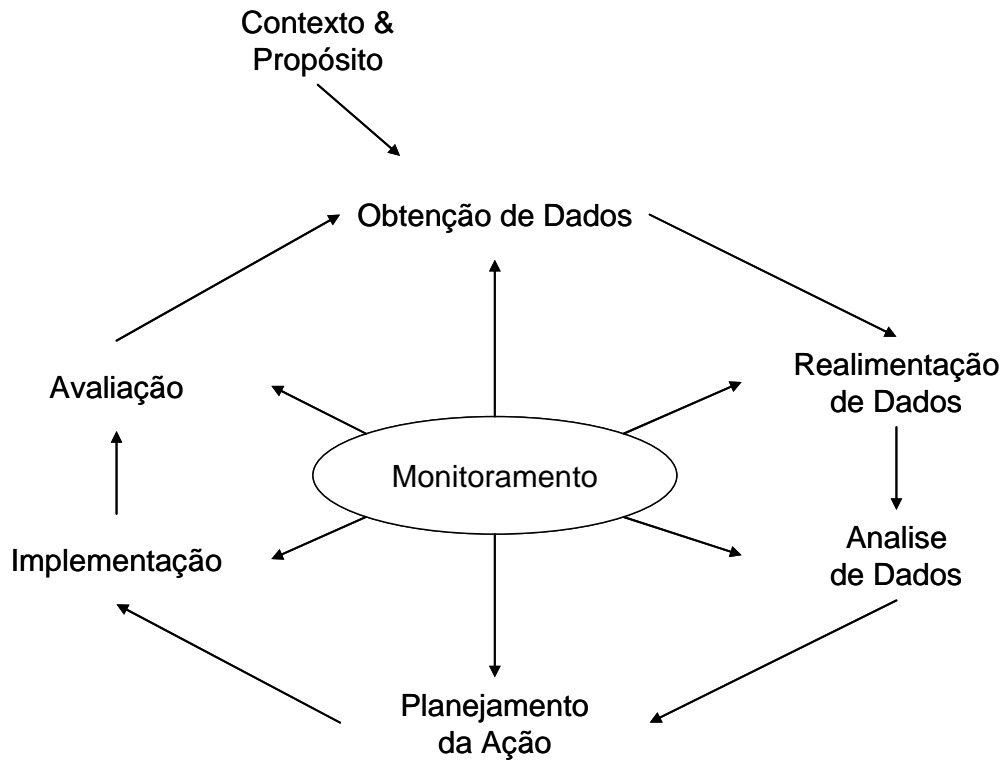 Contexto &
Propósito
Obtenção de Dados
Realimentação
de Dados
Avaliação
Monitoramento
Analise
de Dados
Implementação
Planejamento
da Ação